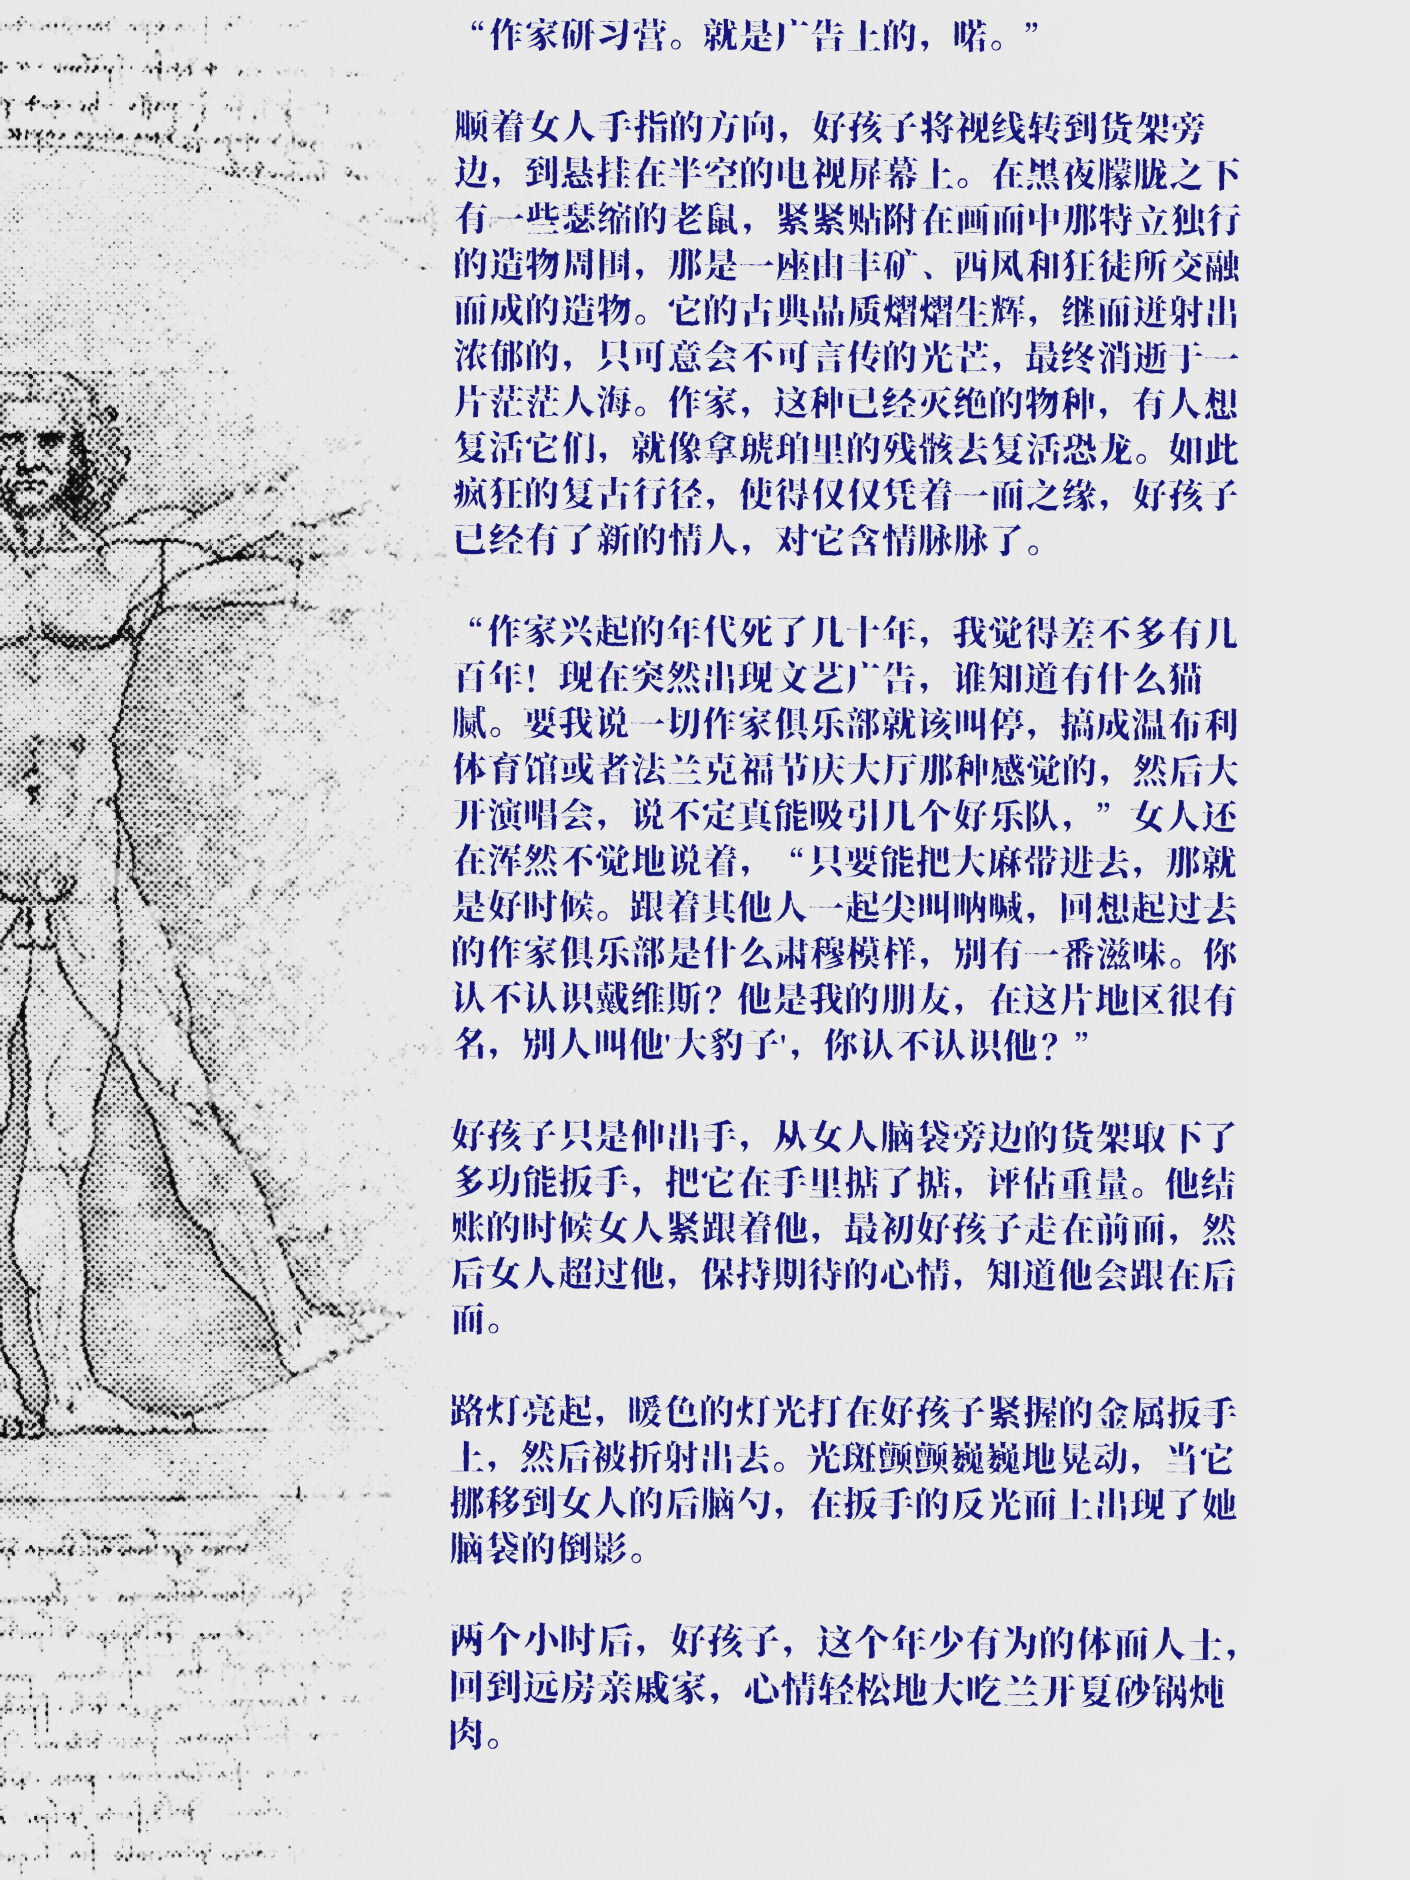 “作家研习营。就是广告上的，喏。”
顺着女人手指的方向，好孩子将视线转到货架旁
边，到悬挂在半空的电视屏幕上。在黑夜朦胧之下
有一些瑟缩的老鼠，紧紧贴附在画面中那特立独行
的造物周围，那是一座由丰矿、西风和狂徒所交融
而成的造物。它的古典品质熠熠生辉，继而迸射出
浓郁的，只可意会不可言传的光芒，最终消逝于一
片茫茫人海。作家，这种已经灭绝的物种，有人想
复活它们，就像拿琥珀里的残骸去复活恐龙。如此
疯狂的复古行径，使得仅仅凭着一面之缘，好孩子
已经有了新的情人，对它含情脉脉了。
“作家兴起的年代死了几十年，我觉得差不多有几
百年！现在突然出现文艺广告，谁知道有什么猫
腻。要我说一切作家俱乐部就该叫停，搞成温布利
体育馆或者法兰克福节庆大厅那种感觉的，然后大
开演唱会，说不定真能吸引几个好乐队，”女人还
在浑然不觉地说着，“只要能把大麻带进去，那就
是好时候。跟着其他人一起尖叫呐喊，回想起过去
的作家俱乐部是什么肃穆模样，别有一番滋味。你
认不认识戴维斯？他是我的朋友，在这片地区很有
名，别人叫他'大豹子'，你认不认识他？”
好孩子只是伸出手，从女人脑袋旁边的货架取下了
多功能扳手，把它在手里掂了掂，评估重量。他结
账的时候女人紧跟着他，最初好孩子走在前面，然
后女人超过他，保持期待的心情，知道他会跟在后
面。
路灯亮起，暖色的灯光打在好孩子紧握的金属扳手
上，然后被折射出去。光斑颤颤巍巍地晃动，当它
挪移到女人的后脑勺，在扳手的反光面上出现了她
脑袋的倒影。
两个小时后，好孩子，这个年少有为的体面人士，
回到远房亲戚家，心情轻松地大吃兰开夏砂锅炖
肉。